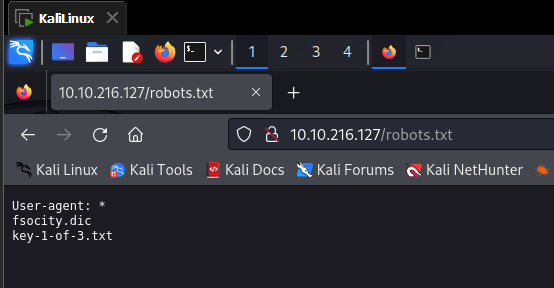 KaliLinux
1 2 3 4
10.10.216.127/robots.txt
10.10.216.127/robots.txt
Kali Linux Kali Tools Kali Docs Kali Forums Kali NetHunter
User-agent: *
fsocity.dic
key-1-of-3.txt